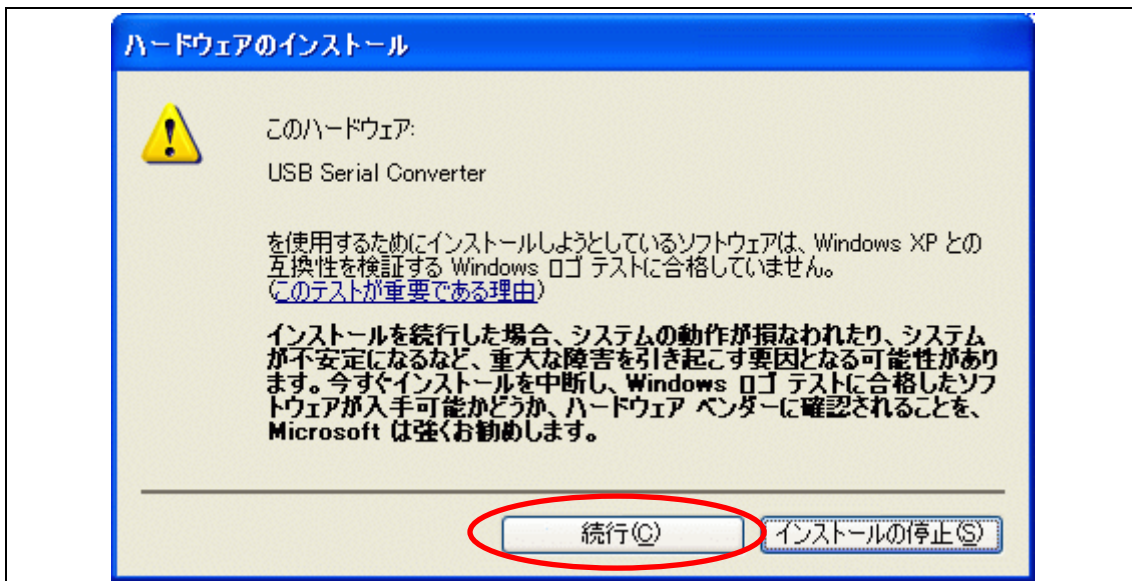 ハードウェアのインストール
このハードウェア:
USB Serial Converter
を使用するためにインストールしようとしているソフトウェアは、Windows XP との
互換性を検証する Windows ロゴ テストに合格していません。
(このテストが重要である理由)
インストールを続行した場合、システムの動作が損なわれたり、システム
が不安定になるなど、重大な障害を引き起こす要因となる可能性があり
ます。今すぐインストールを中断し、Windows ロゴ テストに合格したソフ
トウェアが入手可能かどうか、ハードウェア ベンダーに確認されることを、
Microsoft は強くお勧めします。
続行(C)
インストールの停止(S)